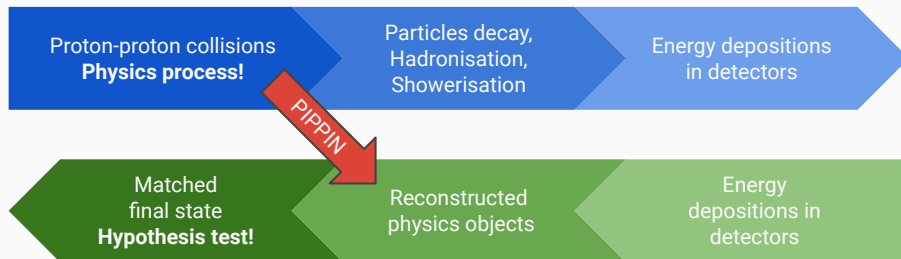 Proton-proton collisions
Physics process!
Particles decay,
Hadronisation,
Showerisation
Energy depositions
in detectors
PIPPIN
Matched
final state
Hypothesis test!
Reconstructed
physics objects
Energy
depositions in
detectors